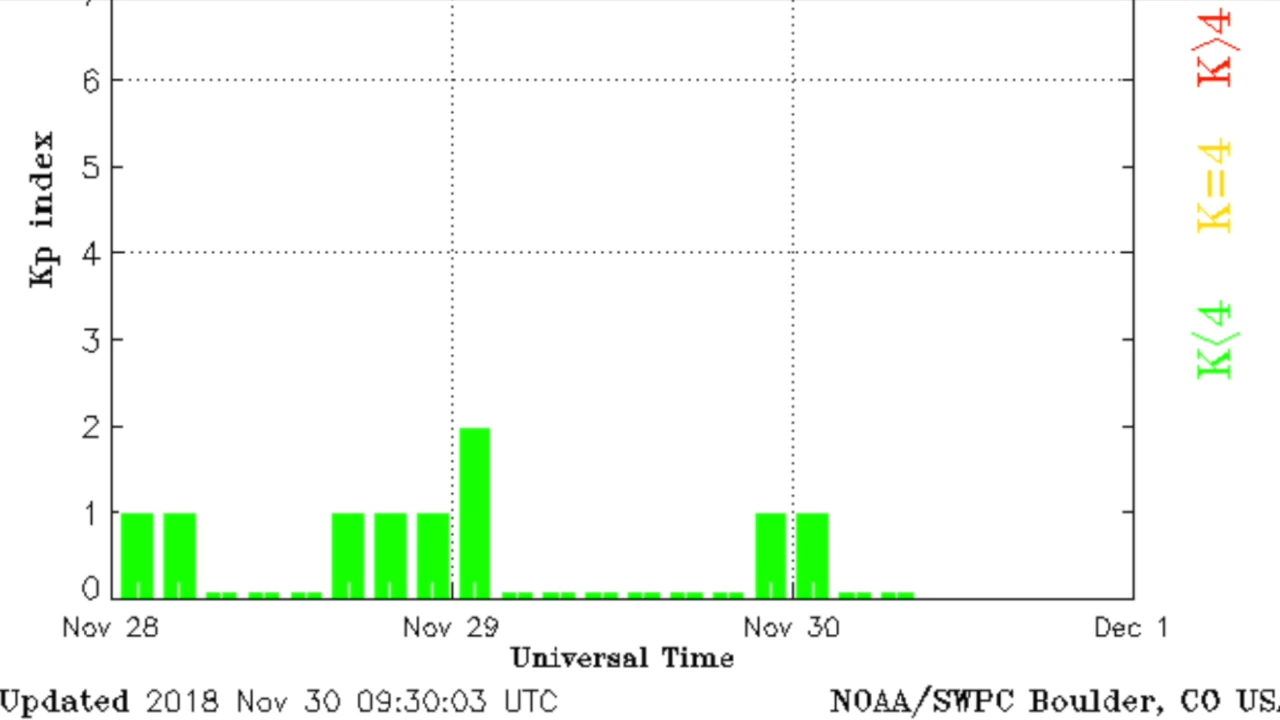 7
6
5
4
3
2
1
0
Kp index
Nov 28 Nov 29 Nov 30 Dec 1
Universal Time
Updated 2018 Nov 30 09:30:03 UTC
NOAA/SWPC Boulder, CO USA
K>4
K=4
K<4